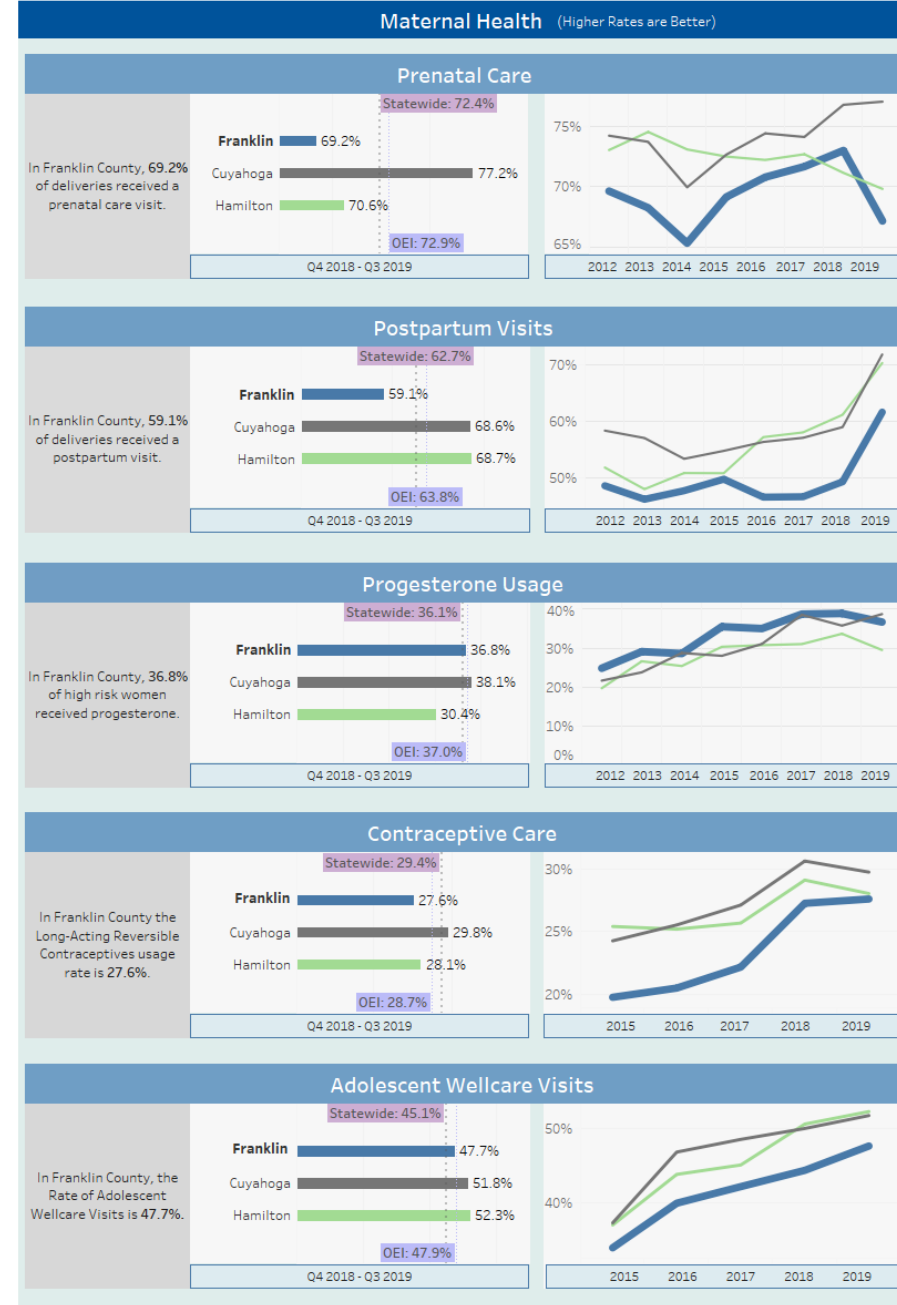 Maternal Health (Higher Rates are Better)
Prenatal Care
In Franklin County, 69.2%
of deliveries received a
prenatal care visit.
Statewide: 72.4%
Franklin 69.2%
Cuyahoga 77.2%
Hamilton 70.6%
OEI: 72.9%
Q4 2018 - Q3 2019
75%
70%
65%
2012 2013 2014 2015 2016 2017 2018 2019
Postpartum Visits
In Franklin County, 59.1%
of deliveries received a
postpartum visit.
Statewide: 62.7%
Franklin 59.1%
Cuyahoga 68.6%
Hamilton 68.7%
OEI: 63.8%
Q4 2018 - Q3 2019
70%
60%
50%
2012 2013 2014 2015 2016 2017 2018 2019
Progesterone Usage
In Franklin County, 36.8%
of high risk women
received progesterone.
Statewide: 36.1%
Franklin 36.8%
Cuyahoga 38.1%
Hamilton 30.4%
OEI: 37.0%
Q4 2018 - Q3 2019
40%
30%
20%
10%
0%
2012 2013 2014 2015 2016 2017 2018 2019
Contraceptive Care
In Franklin County the
Long-Acting Reversible
Contraceptives usage
rate is 27.6%.
Statewide: 29.4%
Franklin 27.6%
Cuyahoga 29.8%
Hamilton 28.1%
OEI: 28.7%
Q4 2018 - Q3 2019
30%
25%
20%
2015 2016 2017 2018 2019
Adolescent Wellcare Visits
In Franklin County, the
Rate of Adolescent
Wellcare Visits is 47.7%.
Statewide: 45.1%
Franklin 47.7%
Cuyahoga 51.8%
Hamilton 52.3%
OEI: 47.9%
Q4 2018 - Q3 2019
50%
40%
2015 2016 2017 2018 2019